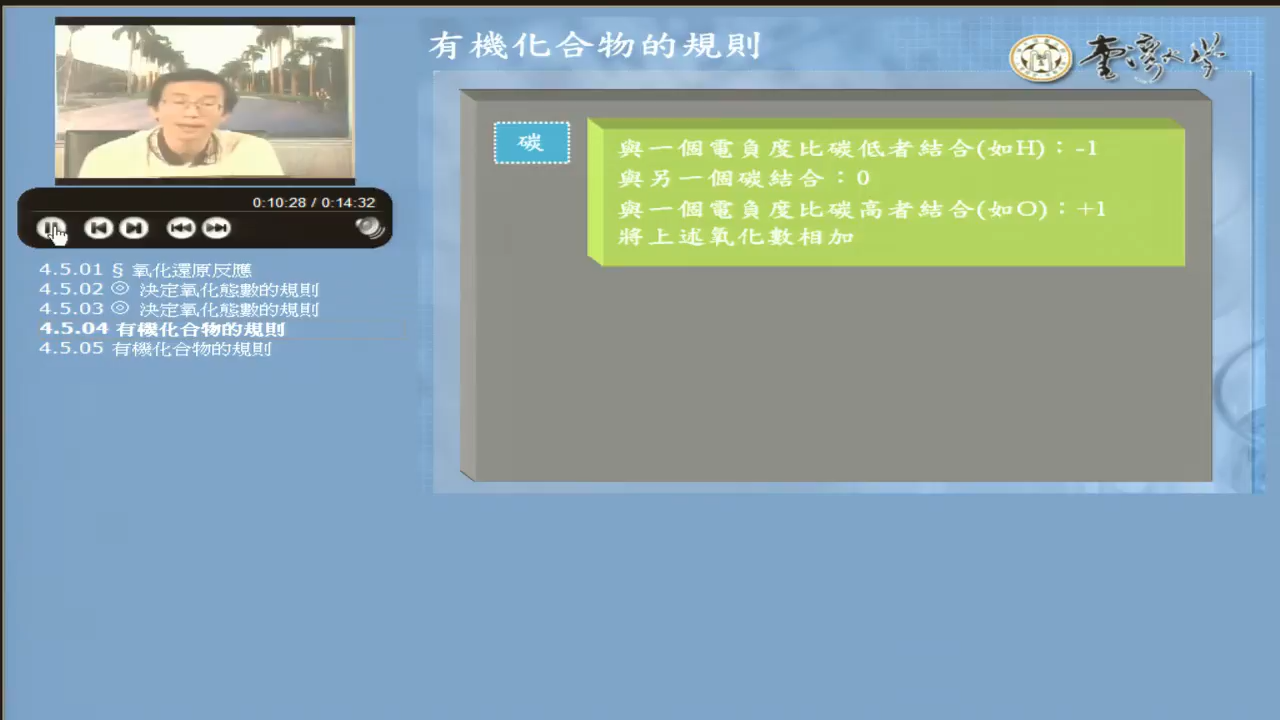 有機化合物的規則
臺灣大學
碳
與一個電負度比碳低者結合(如H)：-1
與另一個碳結合：0
與一個電負度比碳高者結合(如O)：+1
將上述氧化數相加
0:10:28 / 0:14:32
4.5.01 § 氧化還原反應
4.5.02 ◎ 決定氧化態數的規則
4.5.03 ◎ 決定氧化態數的規則
4.5.04 有機化合物的規則
4.5.05 有機化合物的規則